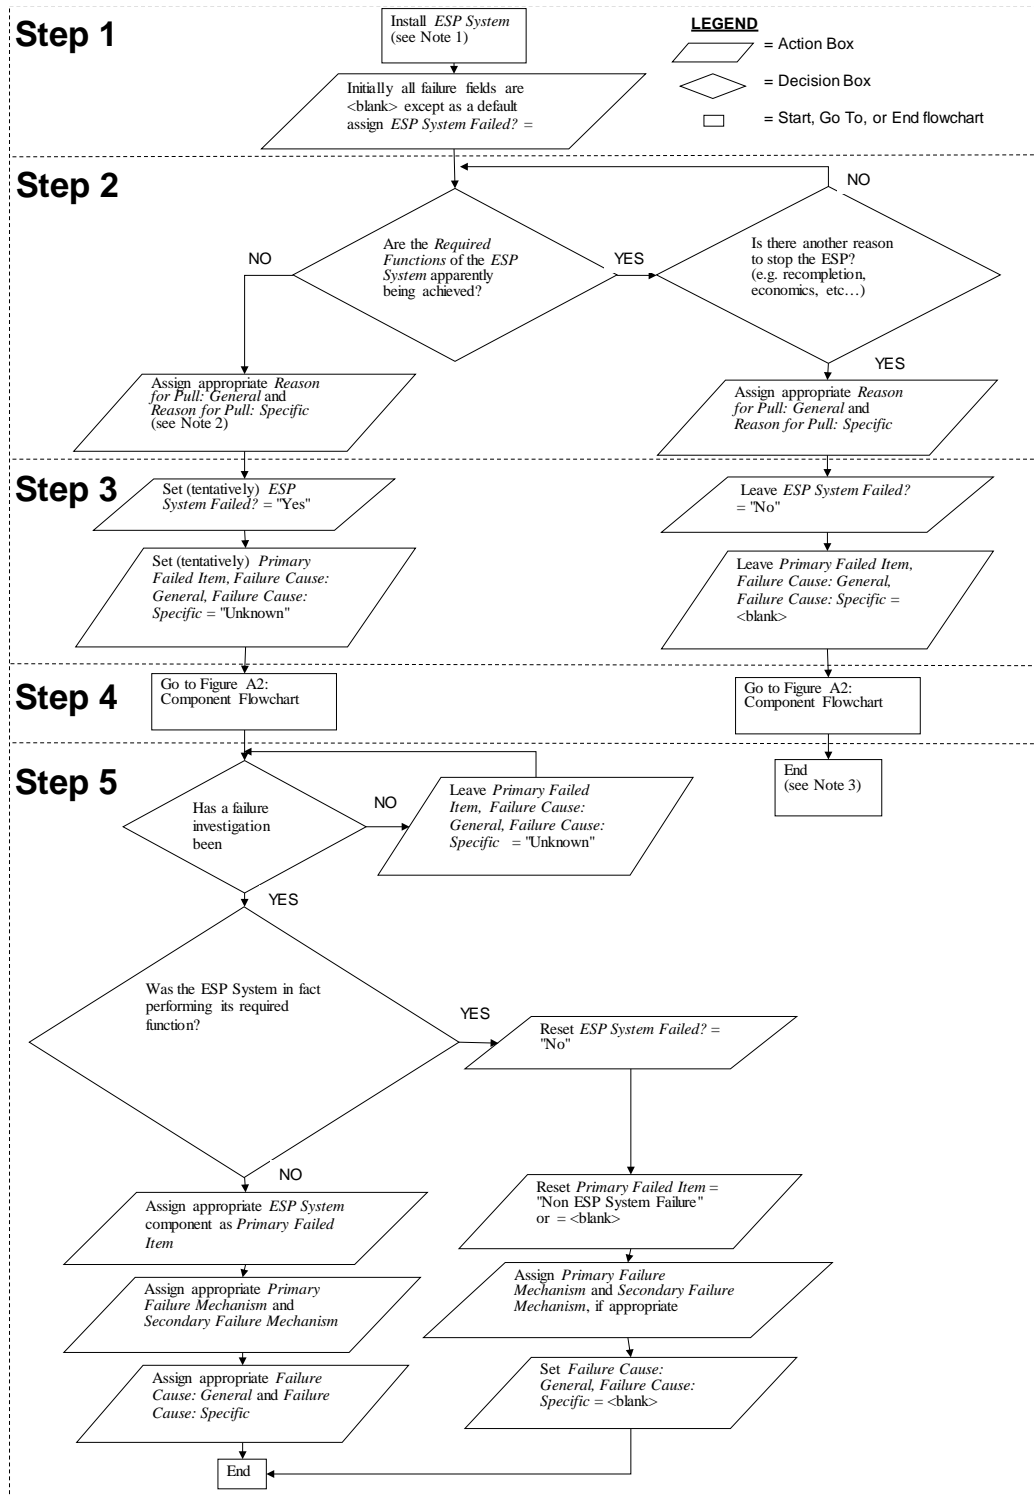 Step 1
Install ESP System
(see Note 1)
LEGEND
= Action Box
= Decision Box
= Start, Go To, or End flowchart
Initially all failure fields are
<blank> except as a default
assign ESP System Failed? =
Step 2
NO
Are the Required
Functions of the ESP
System apparently
being achieved?
NO
YES
Is there another reason
to stop the ESP?
(e.g. recompletion,
economics, etc…)
YES
Assign appropriate Reason
for Pull: General and
Reason for Pull: Specific
(see Note 2)
Assign appropriate Reason
for Pull: General and
Reason for Pull: Specific
Step 3
Set (tentatively) ESP
System Failed? = "Yes"
Leave ESP System Failed?
= "No"
Set (tentatively) Primary
Failed Item, Failure Cause:
General, Failure Cause:
Specific = "Unknown"
Leave Primary Failed Item,
Failure Cause: General,
Failure Cause: Specific =
<blank>
Step 4
Go to Figure A2:
Component Flowchart
Go to Figure A2:
Component Flowchart
Step 5
End
(see Note 3)
Has a failure
investigation
been
NO
Leave Primary Failed
Item, Failure Cause:
General, Failure Cause:
Specific = "Unknown"
YES
Was the ESP System in fact
performing its required
function?
YES
Reset ESP System Failed? =
"No"
NO
Reset Primary Failed Item =
"Non ESP System Failure"
or = <blank>
Assign appropriate ESP System
component as Primary Failed
Item
Assign Primary Failure
Mechanism and Secondary Failure
Mechanism, if appropriate
Assign appropriate Primary
Failure Mechanism and
Secondary Failure Mechanism
Set Failure Cause:
General, Failure Cause:
Specific = <blank>
Assign appropriate Failure
Cause: General and Failure
Cause: Specific
End